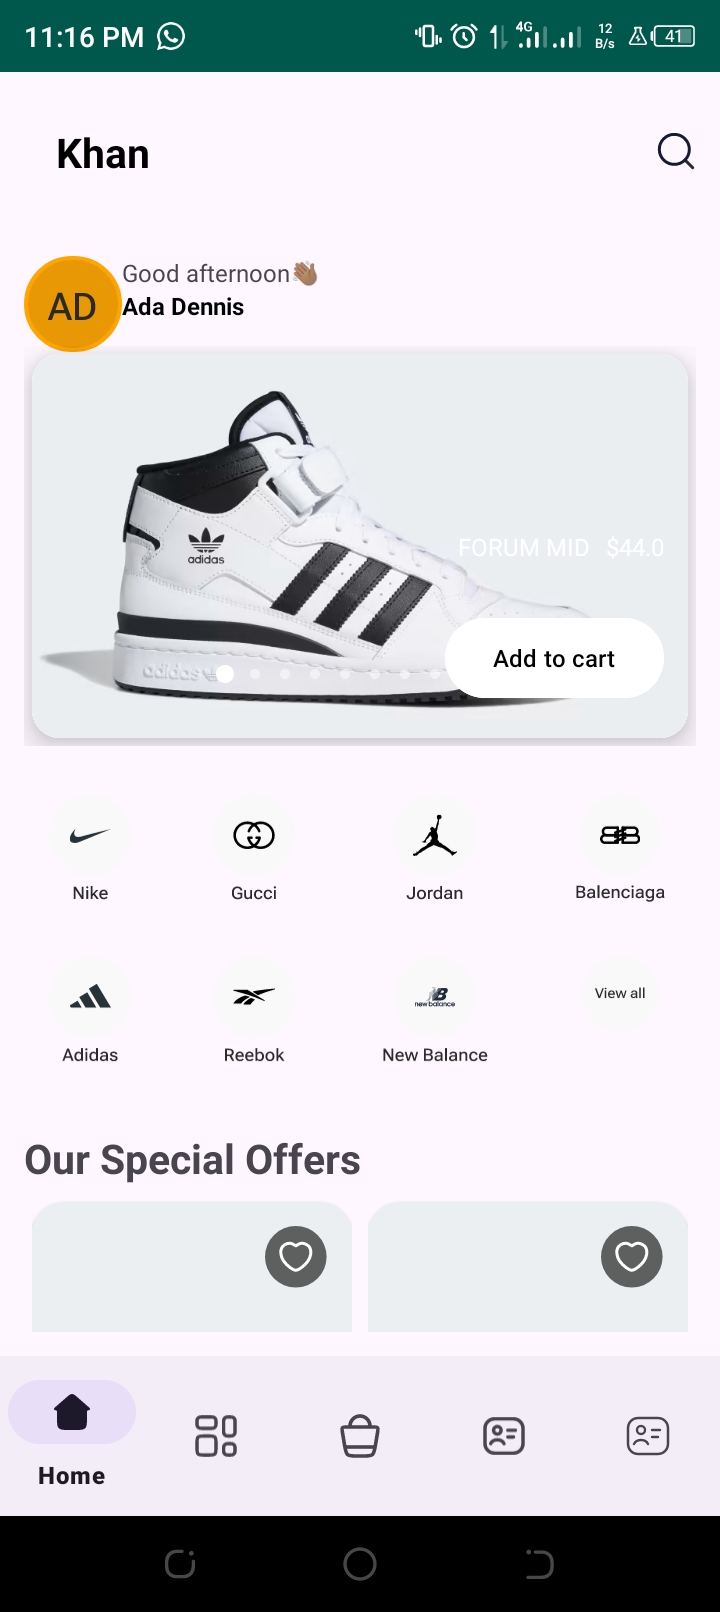 11:16 PM 4G 12 B/s 41
Khan
AD
Good afternoon👋🏽
Ada Dennis
adidas
FORUM MID $44.0
adidas
Add to cart
Nike Gucci Jordan Balenciaga
new balance
View all
Adidas Reebok New Balance
Our Special Offers
Home